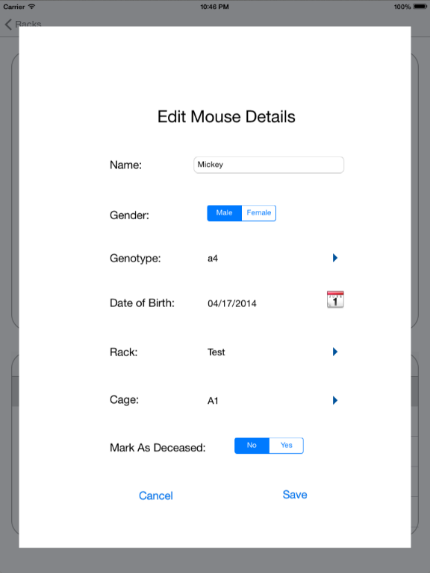 Carrier 10:46 PM 100%
Racks
Edit Mouse Details
Name: Mickey
Gender: Male Female
Genotype: a4
Date of Birth: 04/17/2014 1
Rack: Test
Cage: A1
Mark As Deceased: No Yes
Cancel Save